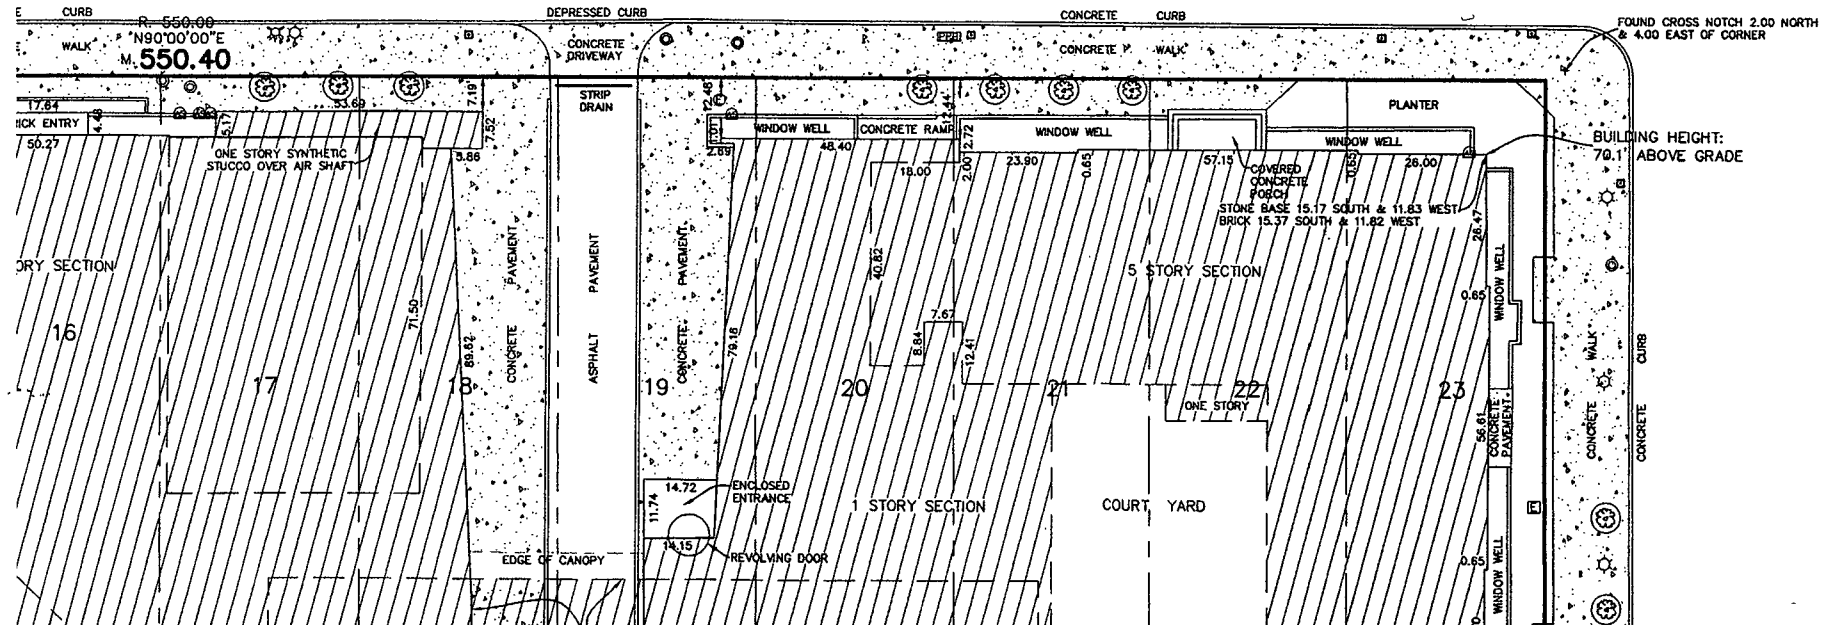 CURB
R. 550.00
N90°00'00"E
M. 550.40
WALK
DEPRESSED CURB
CONCRETE
DRIVEWAY
CONCRETE CURB
CONCRETE WALK
FOUND CROSS NOTCH 2.00 NORTH
& 4.00 EAST OF CORNER
STRIP
DRAIN
PLANTER
BUILDING HEIGHT:
70.1' ABOVE GRADE
17.64
53.69
7.19'
4.48
5.17
7.52
5.86
50.27
ONE STORY SYNTHETIC
STUCCO OVER AIR SHAFT
12.48
2.89
WINDOW WELL
CONCRETE RAMP
48.40
18.00
12.44
2.72
2.00
WINDOW WELL
23.90
0.65
57.15
WINDOW WELL
0.65
26.00
COVERED
CONCRETE
PORCH
STONE BASE 15.17 SOUTH & 11.83 WEST
BRICK 15.37 SOUTH & 11.82 WEST
26.47
WINDOW WELL
0.65
5 STORY SECTION
CONCRETE PAVEMENT
ASPHALT PAVEMENT
CONCRETE PAVEMENT
71.50
89.62
79.18
40.82
7.67
8.84
12.41
16
17
18
19
20
21
22
23
ONE STORY
56.61
CONCRETE
PAVEMENT
CONCRETE WALK
CONCRETE CURB
14.72
11.74
14.15
ENCLOSED
ENTRANCE
REVOLVING DOOR
1 STORY SECTION
COURT YARD
EDGE OF CANOPY
0.65
WINDOW WELL
E